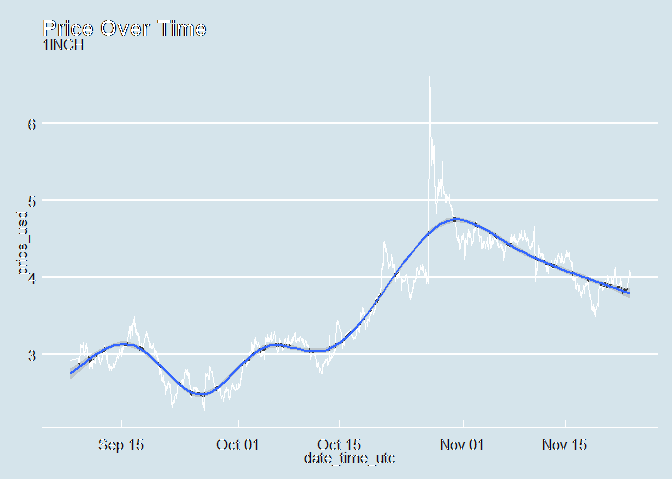 Price Over Time
1INCH
6
5
4
3
price_usd
Sep 15 Oct 01 Oct 15 Nov 01 Nov 15
date_time_utc